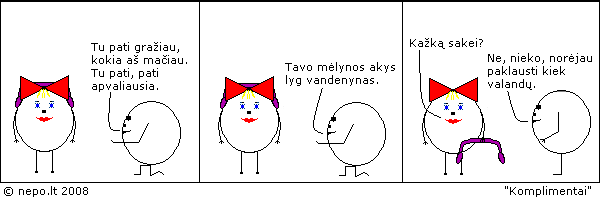 Tu pati gražiau,
kokia aš mačiau.
Tu pati, pati
apvaliausia.
Tavo mėlynos akys
lyg vandenynas.
Kažką sakei?
Ne, nieko, norėjau
paklausti kiek
valandų.
© nepo.lt 2008
"Komplimentai"